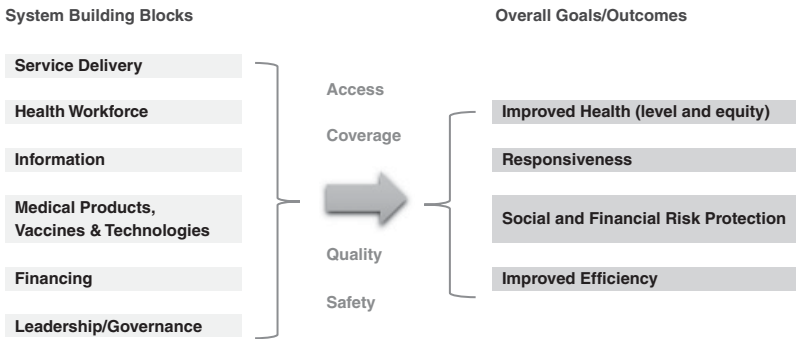 System Building Blocks
Overall Goals/Outcomes
Service Delivery
Health Workforce
Information
Medical Products,
Vaccines & Technologies
Financing
Leadership/Governance
Access
Coverage
Quality
Safety
Improved Health (level and equity)
Responsiveness
Social and Financial Risk Protection
Improved Efficiency